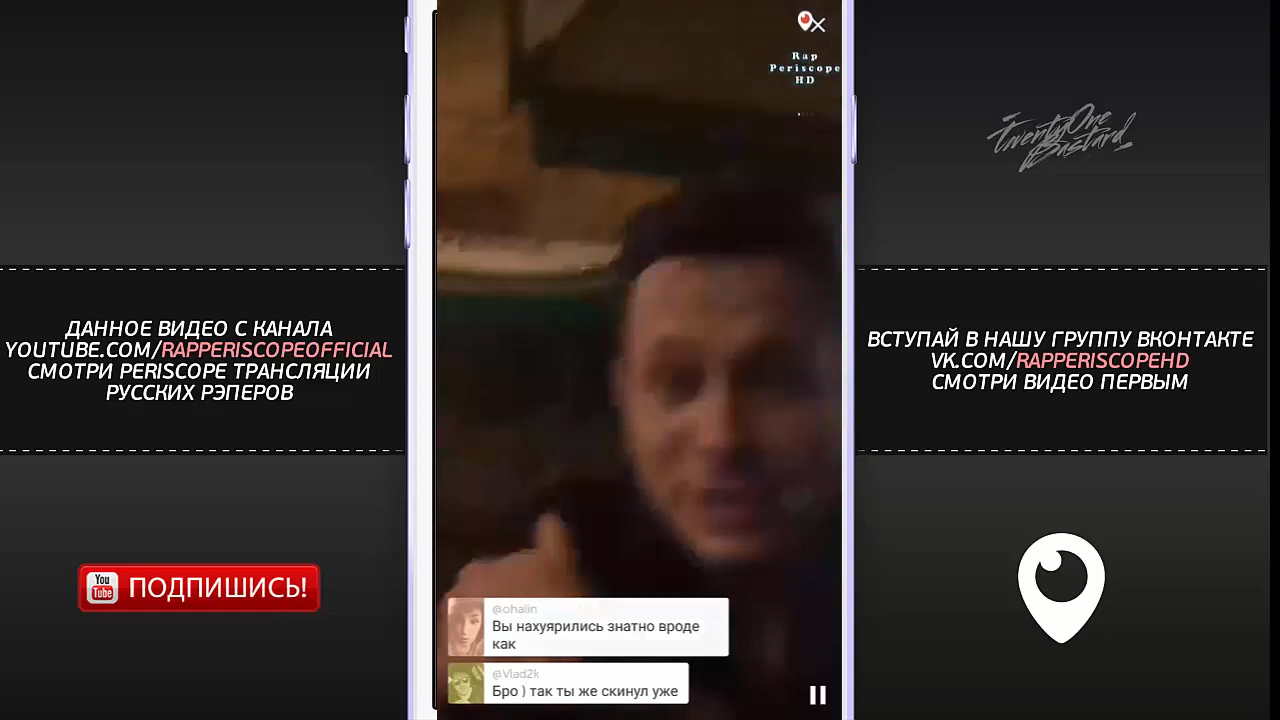 Rap
Periscope
HD
TwentyOne
Bastard
ДАННОЕ ВИДЕО С КАНАЛА
YOUTUBE.COM/RAPPERISCOPEOFFICIAL
СМОТРИ PERISCOPE ТРАНСЛЯЦИИ
РУССКИХ РЭПЕРОВ
ВСТУПАЙ В НАШУ ГРУППУ ВКОНТАКТЕ
VK.COM/RAPPERISCOPEHD
СМОТРИ ВИДЕО ПЕРВЫМ
You
Tube
ПОДПИШИСЬ!
@ohalin
Вы нахуярились знатно вроде
как
@Vlad2k
Бро ) так ты же скинул уже